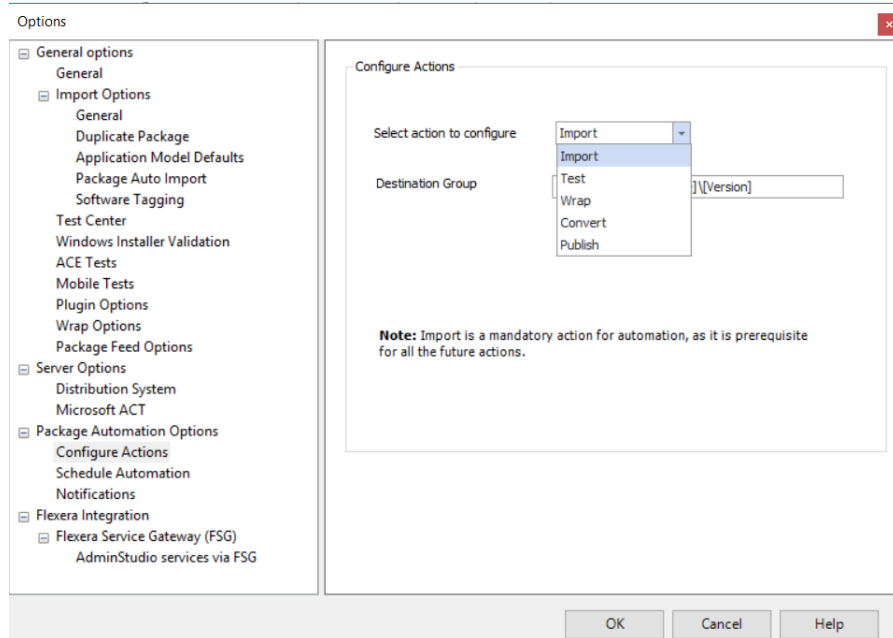 Options
General options
General
Import Options
General
Duplicate Package
Application Model Defaults
Package Auto Import
Software Tagging
Test Center
Windows Installer Validation
ACE Tests
Mobile Tests
Plugin Options
Wrap Options
Package Feed Options
Server Options
Distribution System
Microsoft ACT
Package Automation Options
Configure Actions
Schedule Automation
Notifications
Flexera Integration
Flexera Service Gateway (FSG)
AdminStudio services via FSG
Configure Actions
Select action to configure
Import
Import
Test
Wrap
Convert
Publish
Destination Group
]\[Version]
Note: Import is a mandatory action for automation, as it is prerequisite
for all the future actions.
OK
Cancel
Help